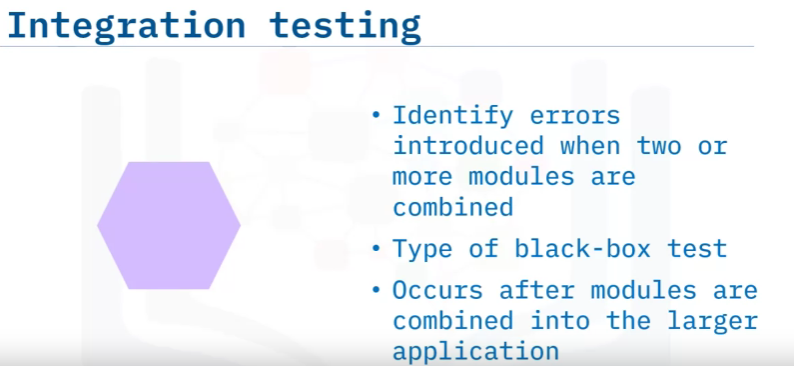 Integration testing
• Identify errors
introduced when two or
more modules are
combined
• Type of black-box test
• Occurs after modules are
combined into the larger
application